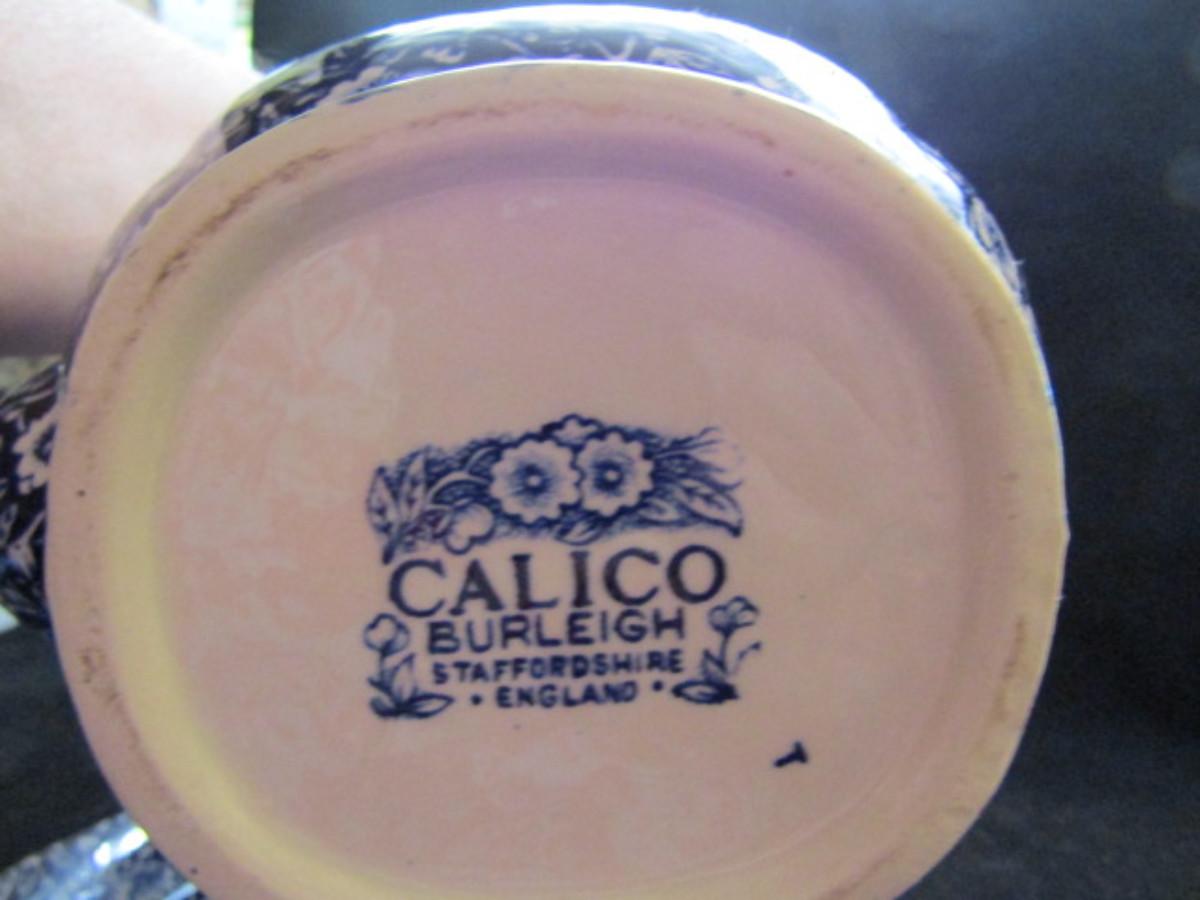 CALICO
BURLEIGH
STAFFORDSHIRE
• ENGLAND •
T